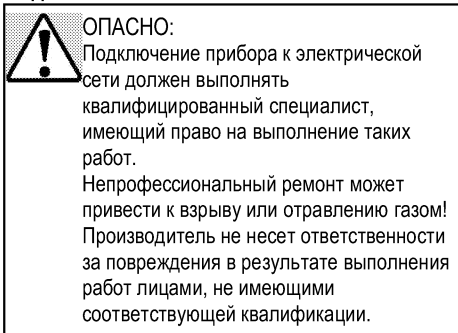 ОПАСНО:
Подключение прибора к электрической
сети должен выполнять
квалифицированный специалист,
имеющий право на выполнение таких
работ.
Непрофессиональный ремонт может
привести к взрыву или отравлению газом!
Производитель не несет ответственности
за повреждения в результате выполнения
работ лицами, не имеющими
соответствующей квалификации.